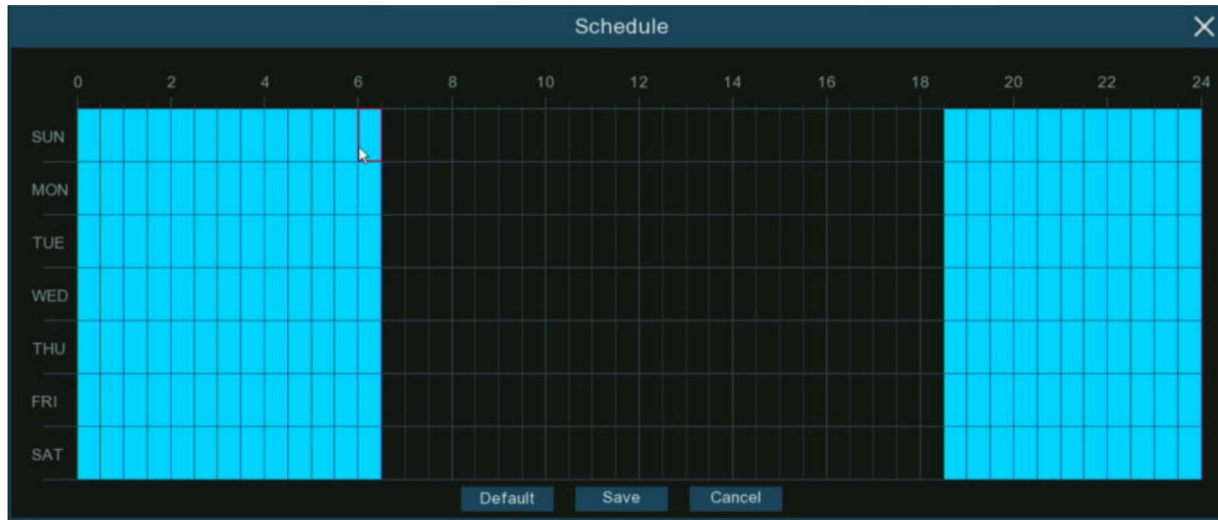 Schedule
0 2 4 6 8 10 12 14 16 18 20 22 24
SUN
MON
TUE
WED
THU
FRI
SAT
Default Save Cancel